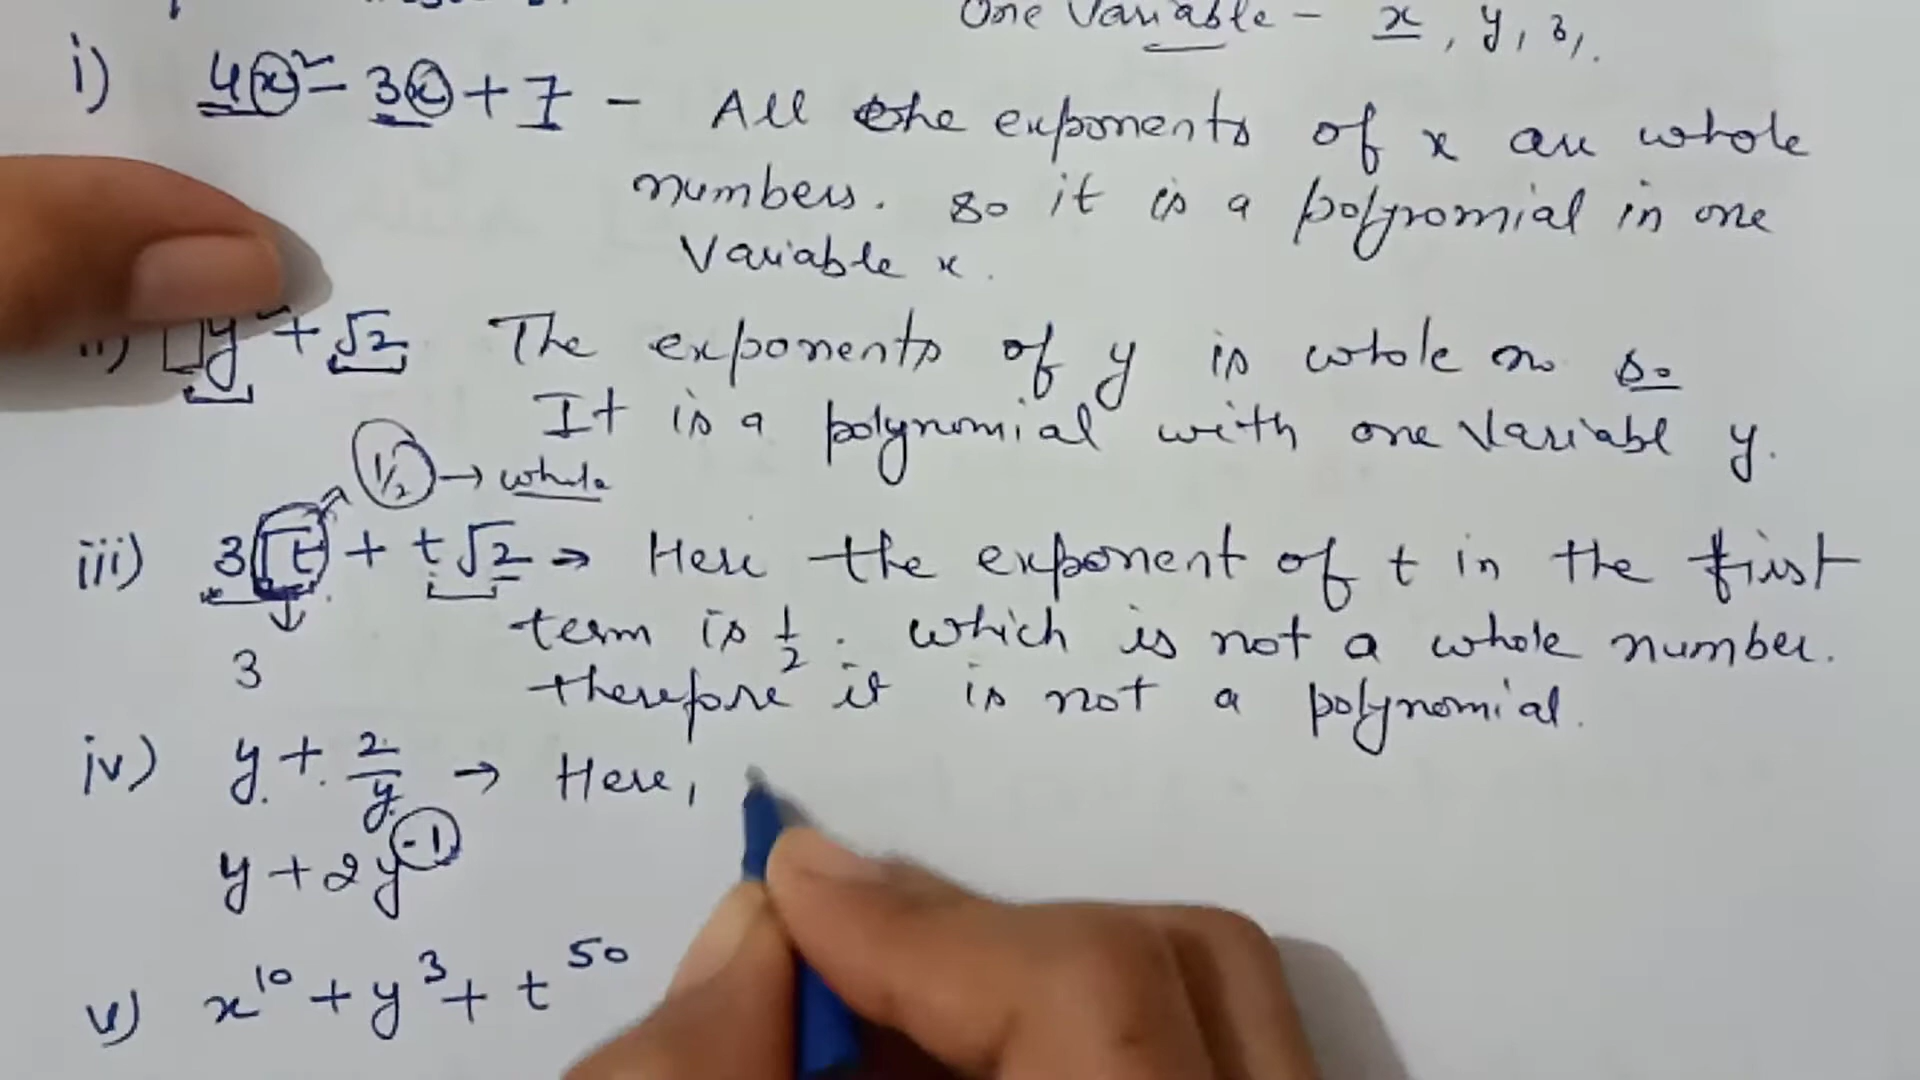 One Variable - x, y, z,.
i) 4x² - 3x + 7 - All the exponents of x are whole
numbers. so it is a polynomial in one
Variable x.
y² + √2 The exponents of y is whole no so
It is a polynomial with one Variabl y.
1/2 → whole
iii) 3√t + t√2 → Here the exponent of t in the first
term is 1/2. which is not a whole number.
3
therefore it is not a polynomial.
iv) y + 2/y → Here,
y + 2y⁻¹
v) x¹⁰ + y³ + t⁵⁰